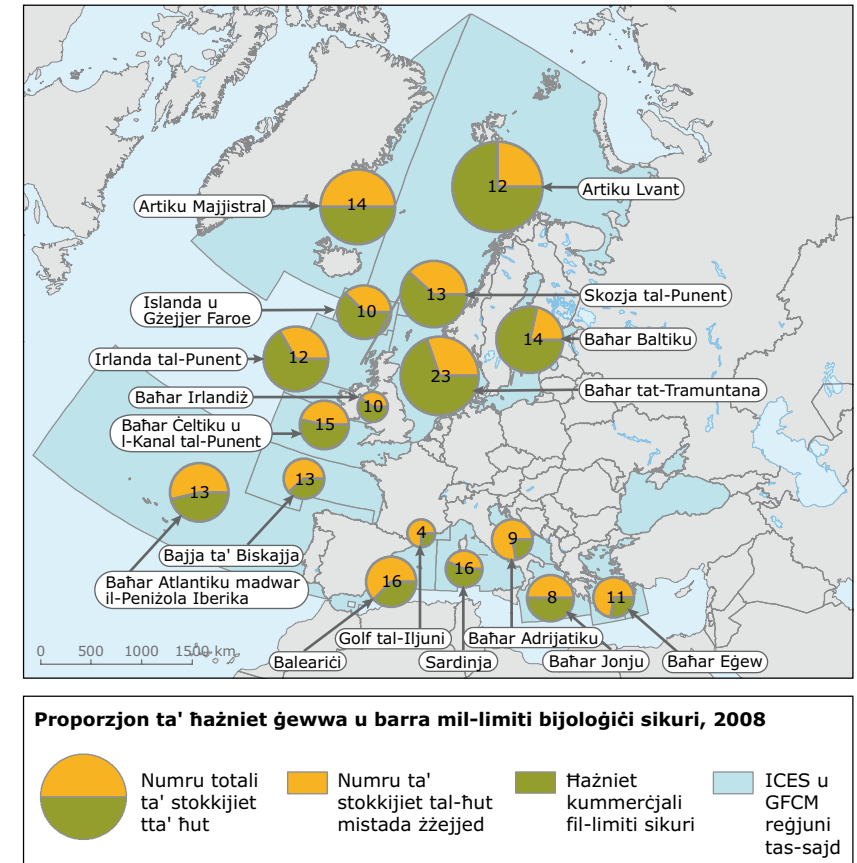 14
12
Artiku Majjistral
Artiku Lvant
13
10
Islanda u
Gżejjer Faroe
Skozja tal-Punent
12
Irlanda tal-Punent
14
Baħar Baltiku
23
Baħar tat-Tramuntana
Baħar Irlandiż
10
15
Baħar Ċeltiku u
l-Kanal tal-Punent
13
13
Bajja ta' Biskajja
Baħar Atlantiku madwar
il-Peniżola Iberika
4
9
16
16
8
11
Golf tal-Iljuni
Baħar Adrijatiku
Baleariċi
Sardinja
Baħar Jonju
Baħar Eġew
0 500 1000 1500 km
Proporzjon ta' ħażniet ġewwa u barra mil-limiti bijoloġiċi sikuri, 2008
Numru totali
ta' stokkijiet
tta' ħut
Numru ta'
stokkijiet tal-ħut
mistada żżejjed
Ħażniet
kummerċjali
fil-limiti sikuri
ICES u
GFCM
reġjuni
tas-sajd